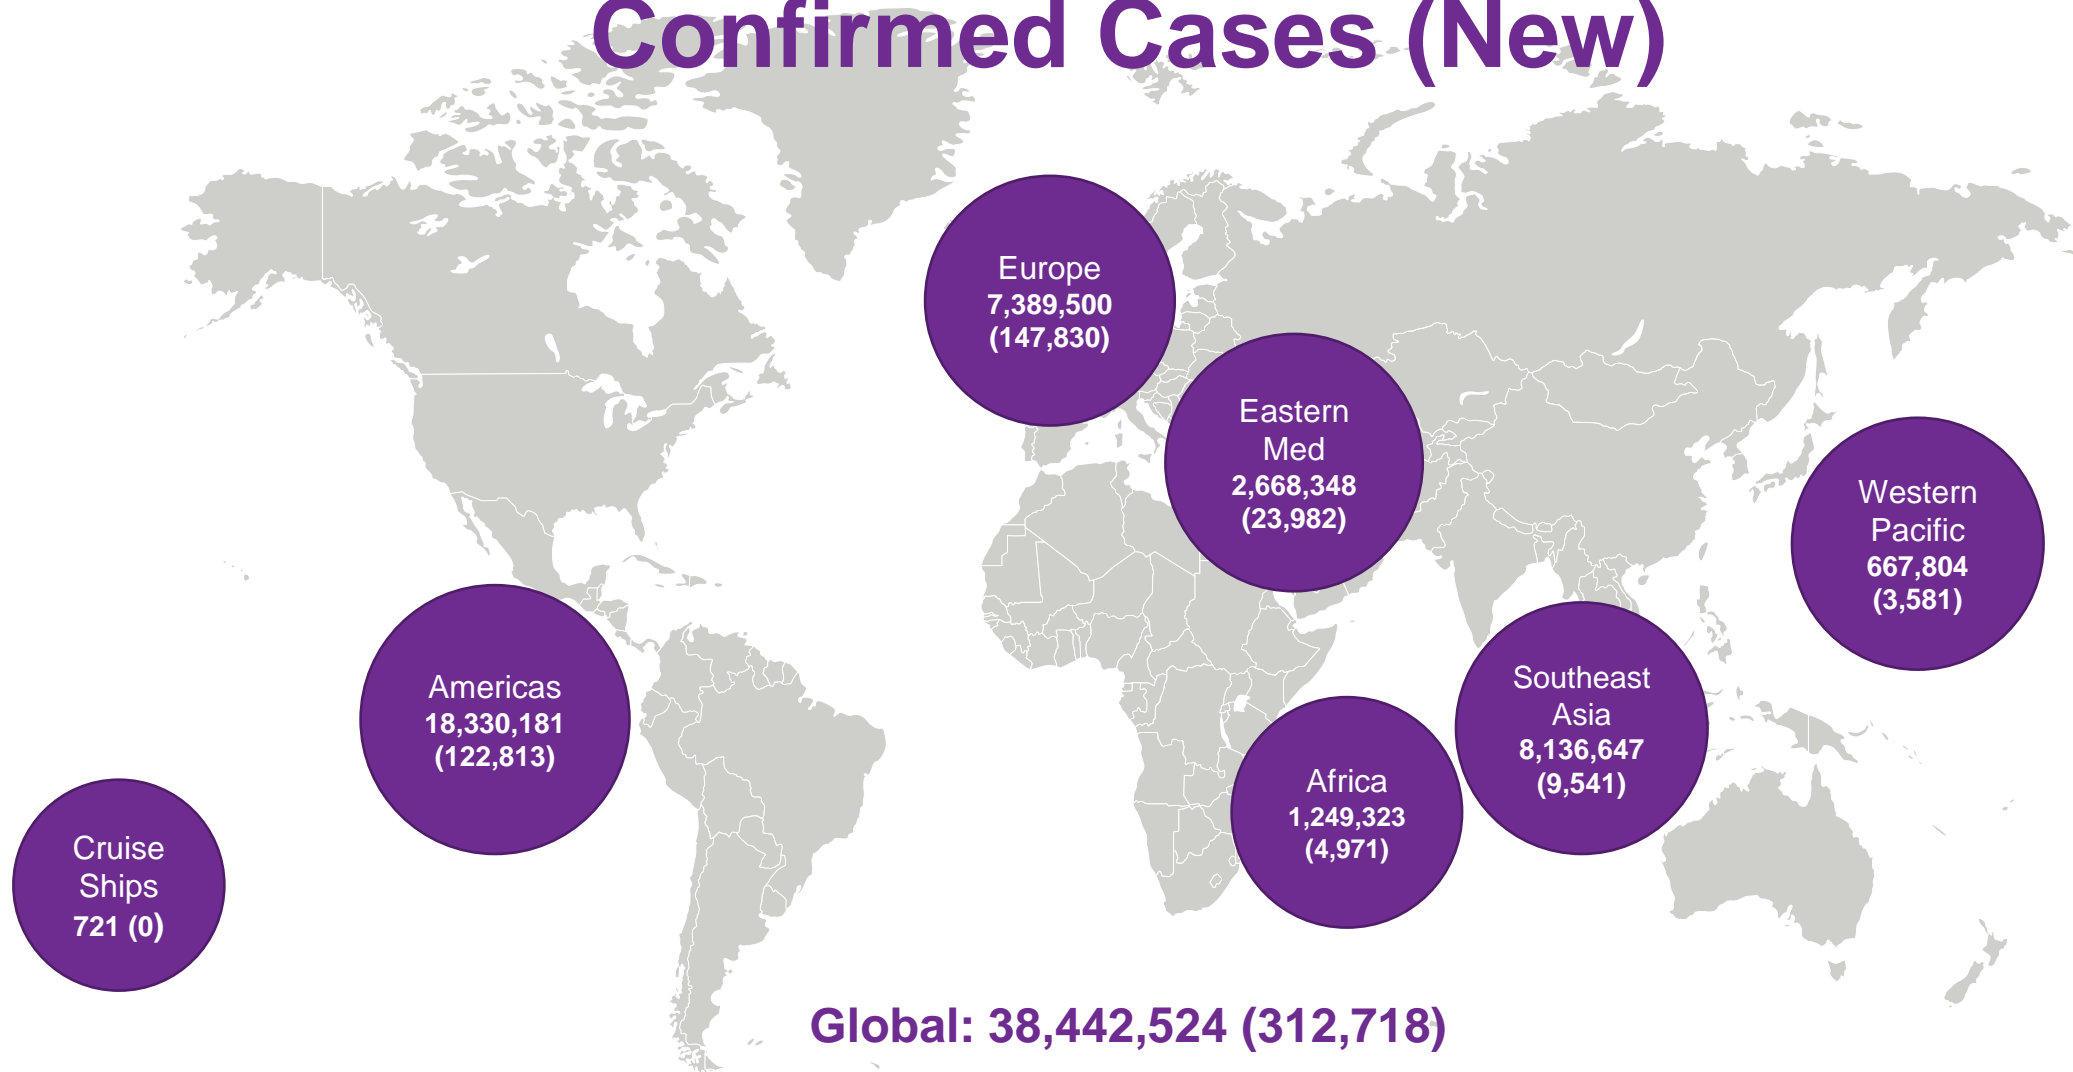 Confirmed Cases (New)
Europe
7,389,500
(147,830)
Eastern
Med
2,668,348
(23,982)
Western
Pacific
667,804
(3,581)
Americas
18,330,181
(122,813)
Southeast
Asia
8,136,647
(9,541)
Africa
1,249,323
(4,971)
Cruise
Ships
721 (0)
Global: 38,442,524 (312,718)